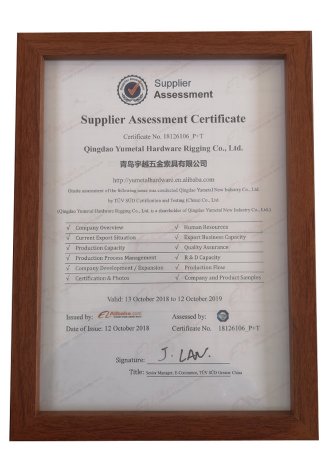 Supplier
Assessment
Supplier Assessment Certificate
Certificate No. 18126106_P+T
Qingdao Yumetal Hardware Rigging Co., Ltd.
青岛宇越五金索具有限公司
http://yumetalhardware.en.alibaba.com
Onsite assessment of the following items was conducted Qingdao Yumetal New Industry Co., Ltd.
by TÜV SÜD Certification and Testing (China) Co., Ltd.
(Qingdao Yumetal Hardware Rigging Co., Ltd. is a shareholder of Qingdao Yumetal New Industry Co., Ltd.)
√ Company Overview √ Human Resources
√ Current Export Situation √ Export Business Capacity
√ Production Capacity √ Quality Assurance
√ Production Process Management √ R & D Capacity
√ Company Development / Expansion √ Production Flow
√ Certification & Photos √ Company and Product Samples
Valid: 13 October 2018 to 12 October 2019
Issued by: Alibaba.com Assessed by:
Date of Issue: 12 October 2018 Certificate No. 18126106_P+T
Signature: J. LAN.
Title: Senior Manager, E-Commerce, TÜV SÜD Greater China